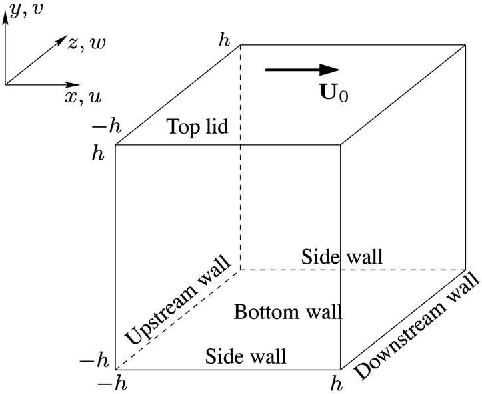 y, v
z, w
x, u
h
U₀
−h
Top lid
h
Side wall
Upstream wall
Bottom wall
Downstream wall
−h
Side wall
−h
h